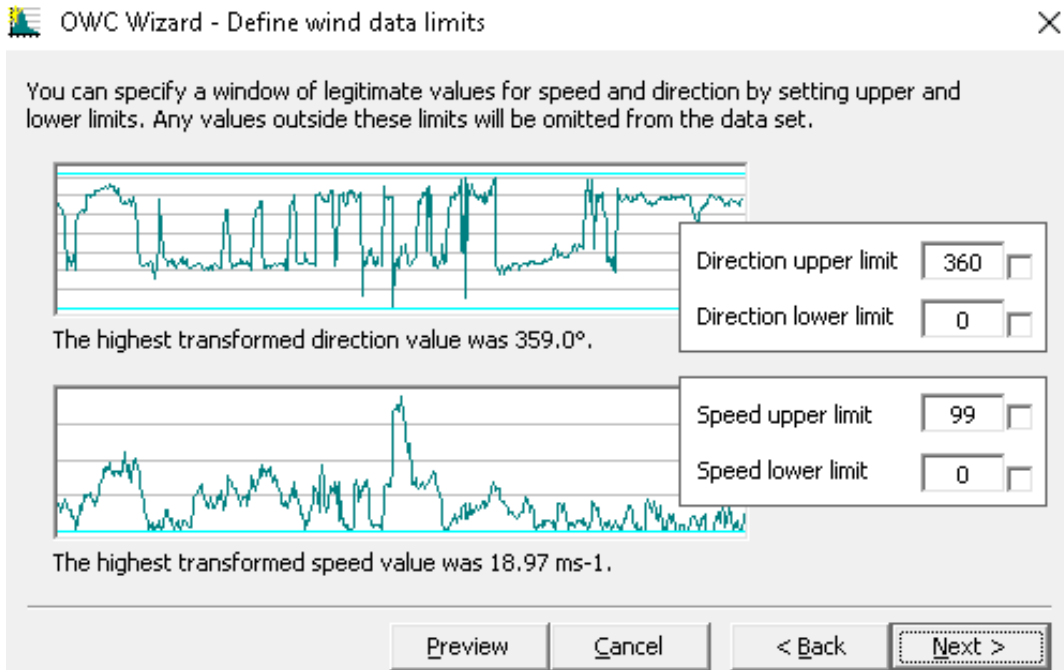 OWC Wizard - Define wind data limits
You can specify a window of legitimate values for speed and direction by setting upper and
lower limits. Any values outside these limits will be omitted from the data set.
Direction upper limit 360
Direction lower limit 0
The highest transformed direction value was 359.0°.
Speed upper limit 99
Speed lower limit 0
The highest transformed speed value was 18.97 ms-1.
Preview Cancel < Back Next >